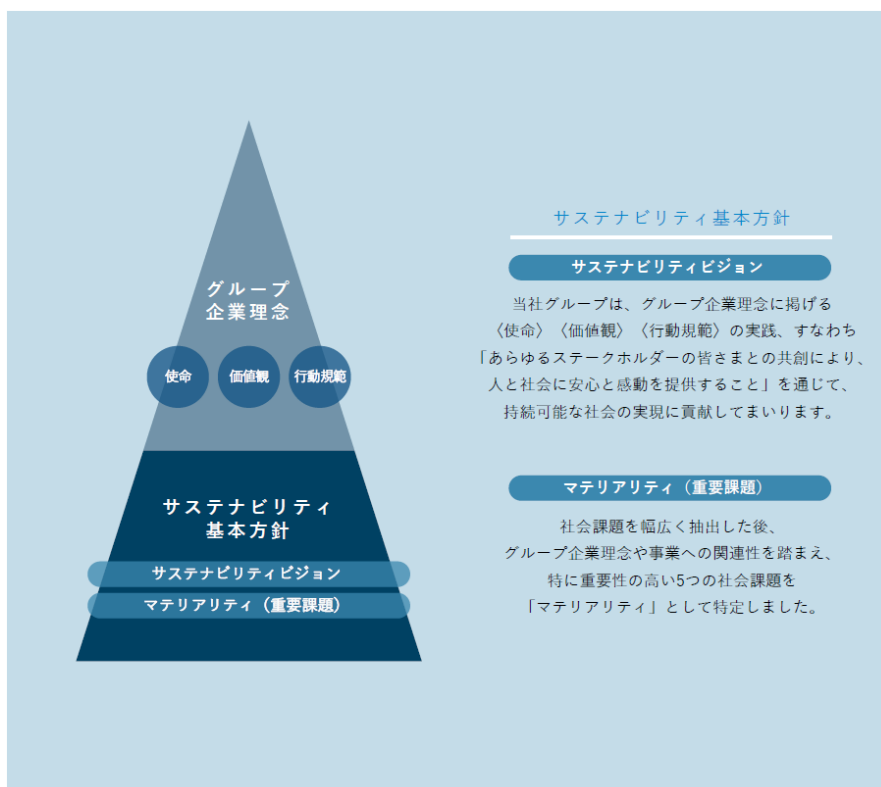 グループ
企業理念
使命
価値観
行動規範
サステナビリティ
基本方針
サステナビリティビジョン
マテリアリティ（重要課題）
サステナビリティ基本方針
サステナビリティビジョン
当社グループは、グループ企業理念に掲げる
〈使命〉〈価値観〉〈行動規範〉の実践、すなわち
「あらゆるステークホルダーの皆さまとの共創により、
人と社会に安心と感動を提供すること」を通じて、
持続可能な社会の実現に貢献してまいります。
マテリアリティ（重要課題）
社会課題を幅広く抽出した後、
グループ企業理念や事業への関連性を踏まえ、
特に重要性の高い5つの社会課題を
「マテリアリティ」として特定しました。